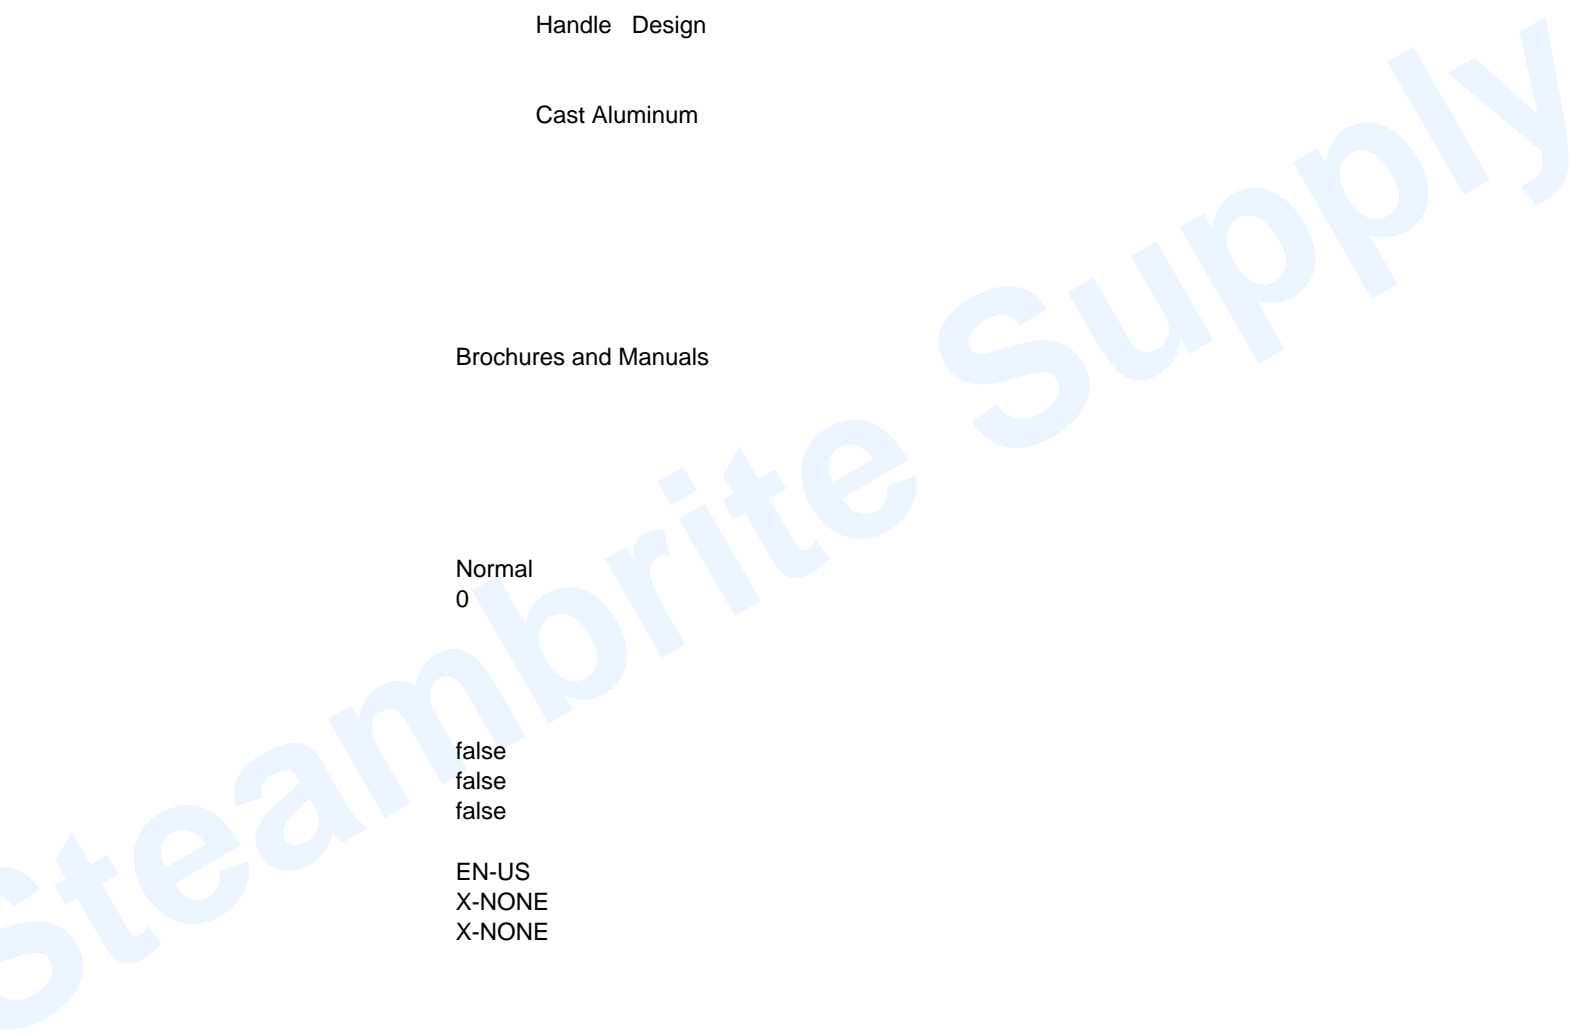 Handle Design
Cast Aluminum
Brochures and Manuals
Normal
0
false
false
false
EN-US
X-NONE
X-NONE
Steambrite Supply